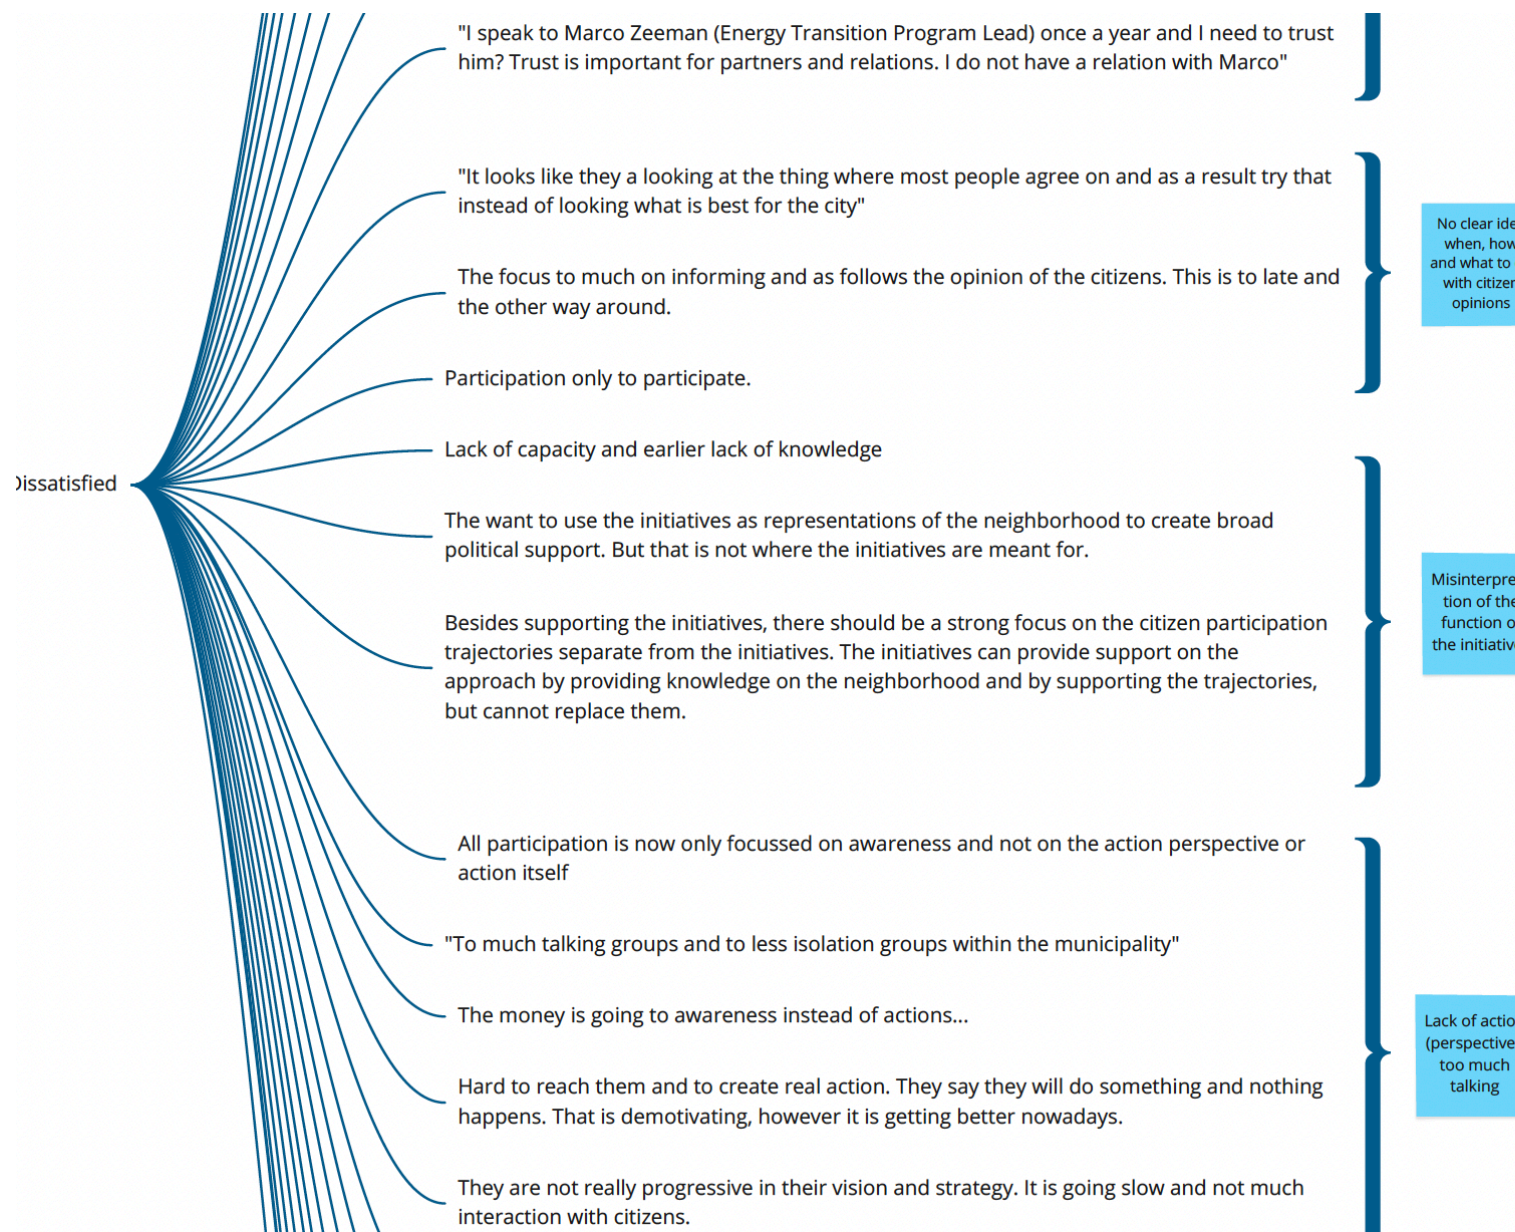 "I speak to Marco Zeeman (Energy Transition Program Lead) once a year and I need to trust
him? Trust is important for partners and relations. I do not have a relation with Marco"
"It looks like they a looking at the thing where most people agree on and as a result try that
instead of looking what is best for the city"
The focus to much on informing and as follows the opinion of the citizens. This is to late and
the other way around.
Participation only to participate.
No clear
when,
and what to
with
opinions
Lack of capacity and earlier lack of knowledge
Dissatisfied
The want to use the initiatives as representations of the neighborhood to create broad
political support. But that is not where the initiatives are meant for.
Besides supporting the initiatives, there should be a strong focus on the citizen participation
trajectories separate from the initiatives. The initiatives can provide support on the
approach by providing knowledge on the neighborhood and by supporting the trajectories,
but cannot replace them.
tion of
function
the
All participation is now only focussed on awareness and not on the action perspective or
action itself
"To much talking groups and to less isolation groups within the municipality"
The money is going to awareness instead of actions...
Hard to reach them and to create real action. They say they will do something and nothing
happens. That is demotivating, however it is getting better nowadays.
They are not really progressive in their vision and strategy. It is going slow and not much
interaction with citizens.
Lack of
(perspective
too much
talking